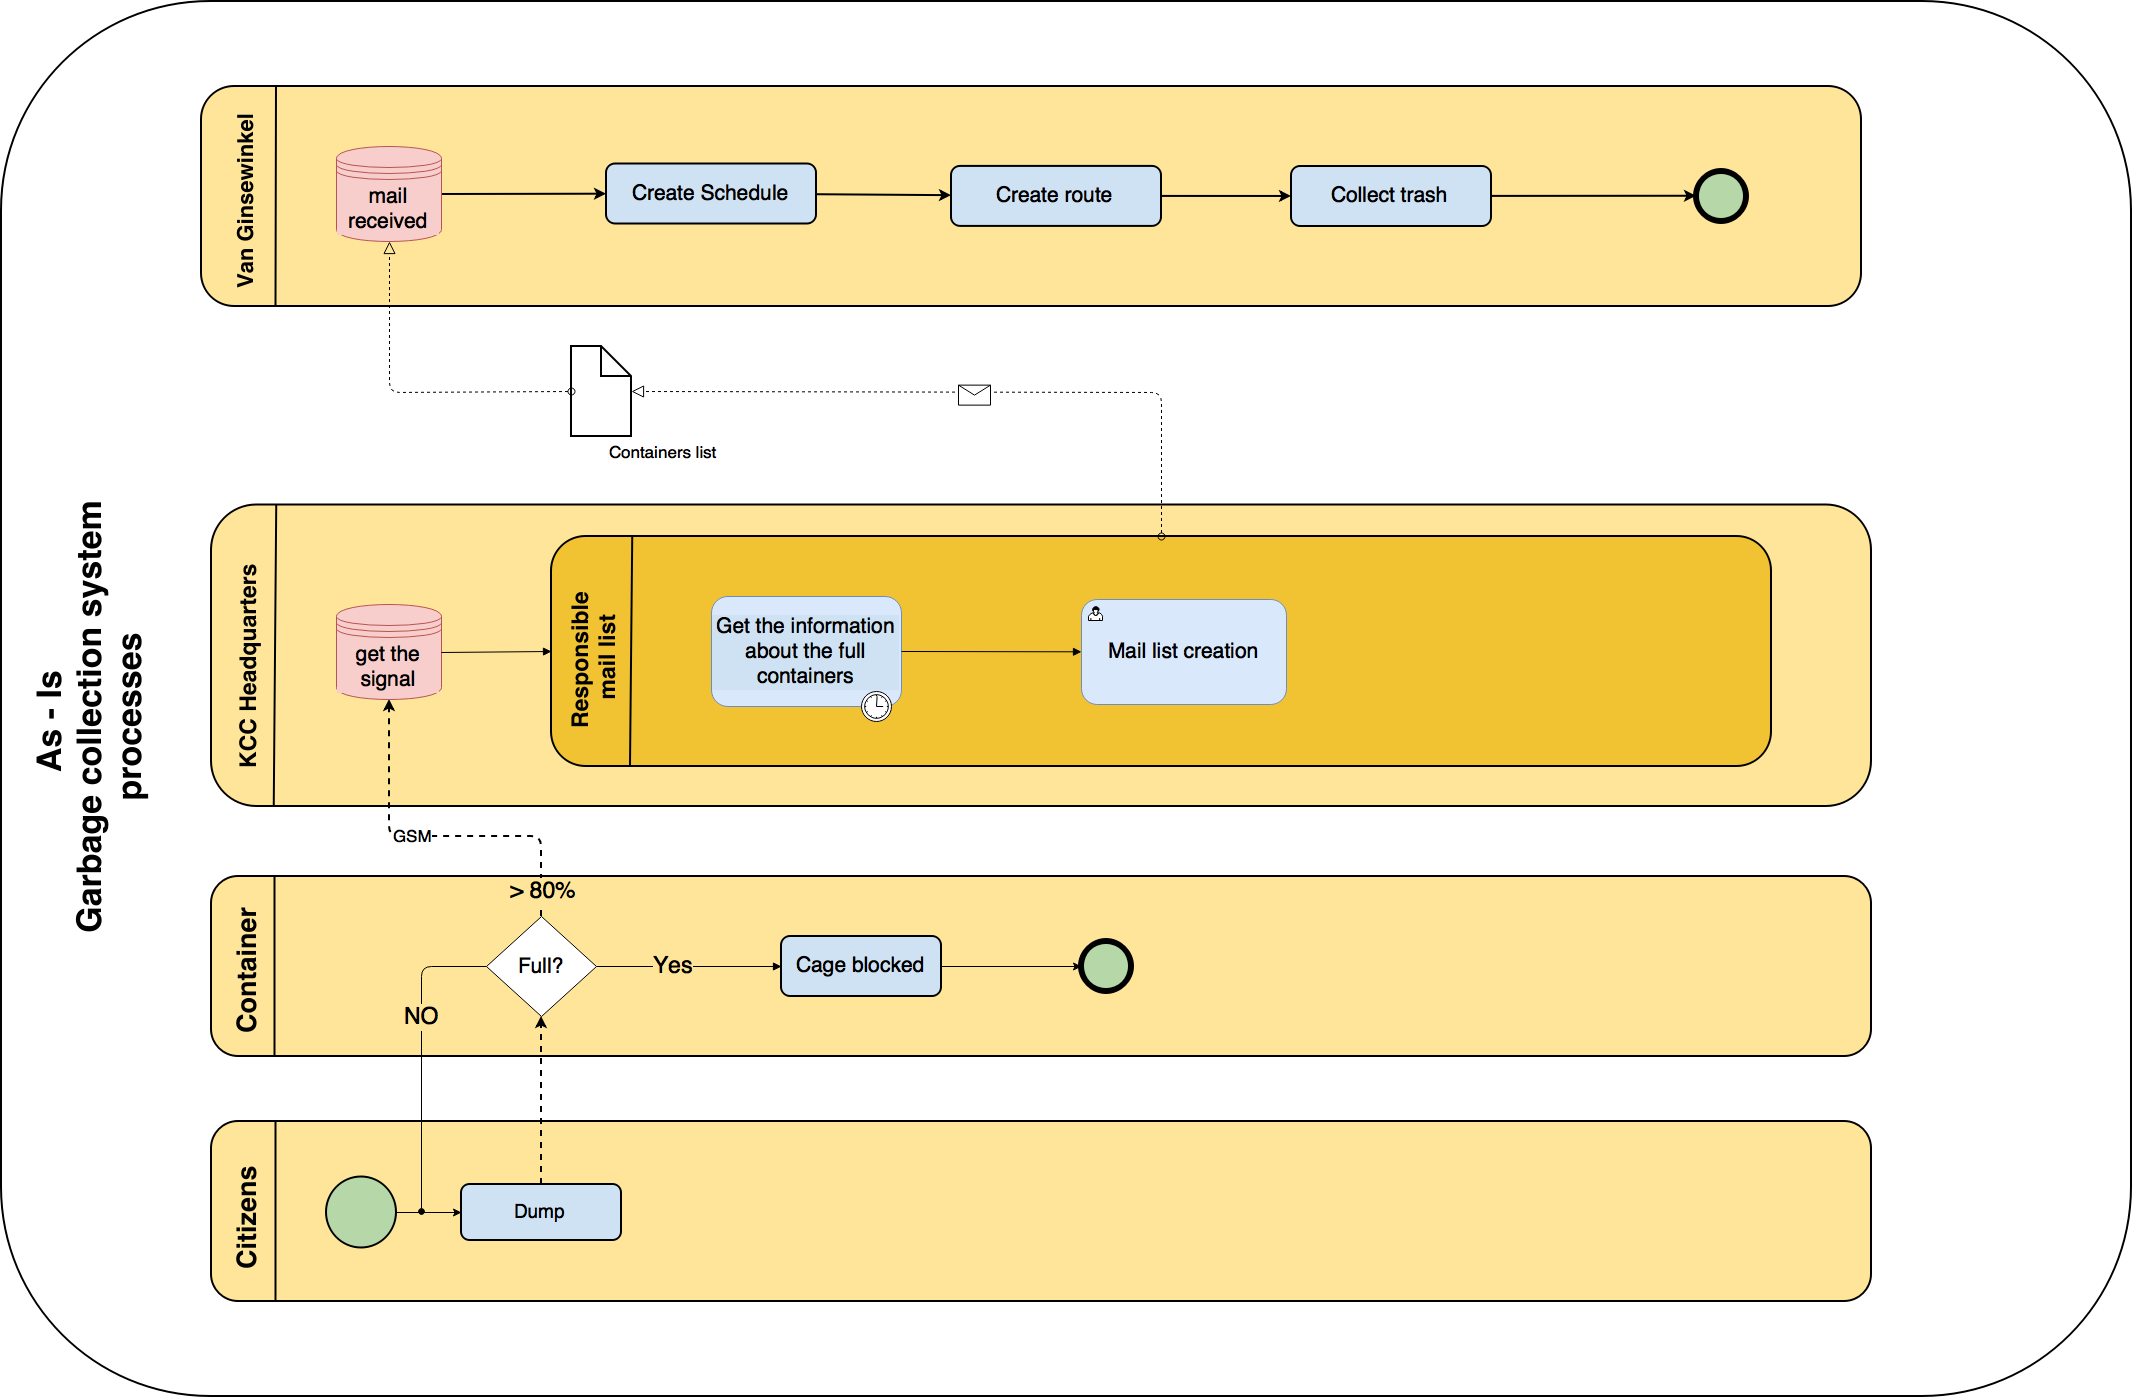 As - Is
Garbage collection system
processes
Van Ginsewinkel
mail
received
Create Schedule
Create route
Collect trash
Containers list
KCC Headquarters
get the
signal
Responsible
mail list
Get the information
about the full
containers
Mail list creation
GSM
> 80%
Container
Full?
Yes
Cage blocked
NO
Citizens
Dump